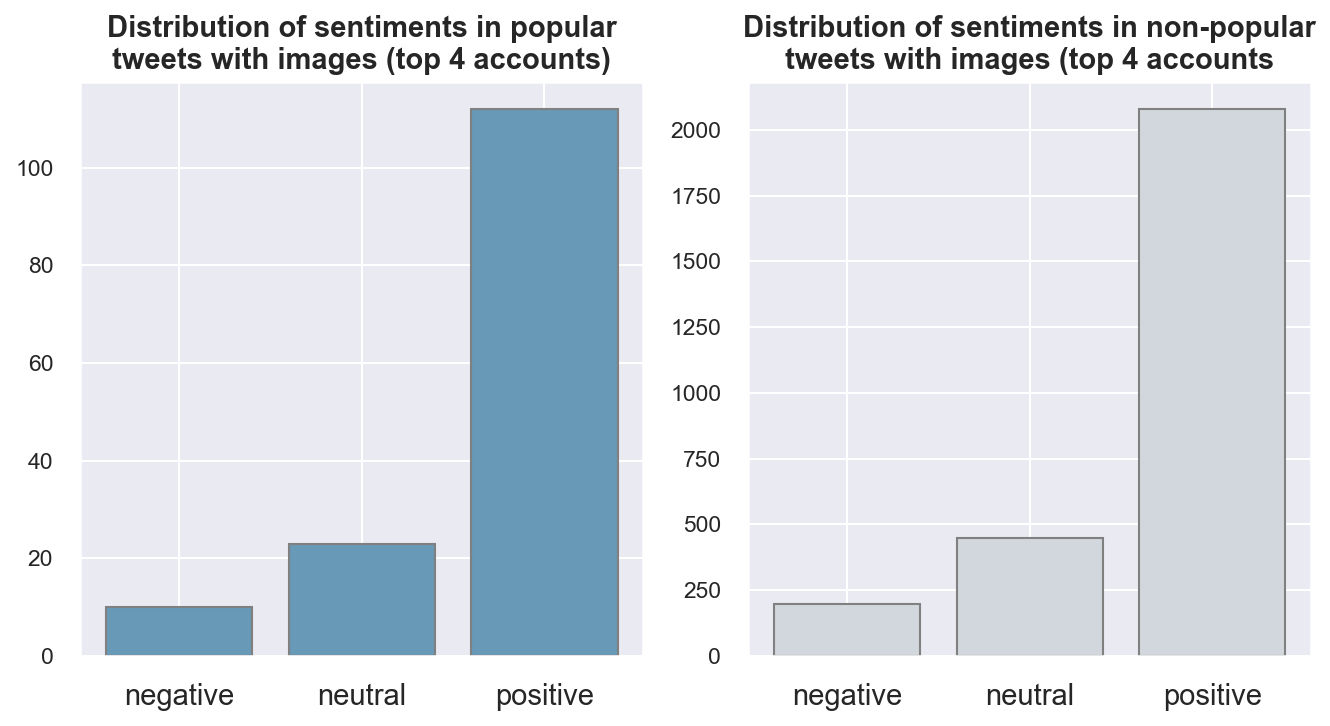 Distribution of sentiments in popular
tweets with images (top 4 accounts)
100
80
60
40
20
0
negative neutral positive
Distribution of sentiments in non-popular
tweets with images (top 4 accounts
2000
1750
1500
1250
1000
750
500
250
0
negative neutral positive